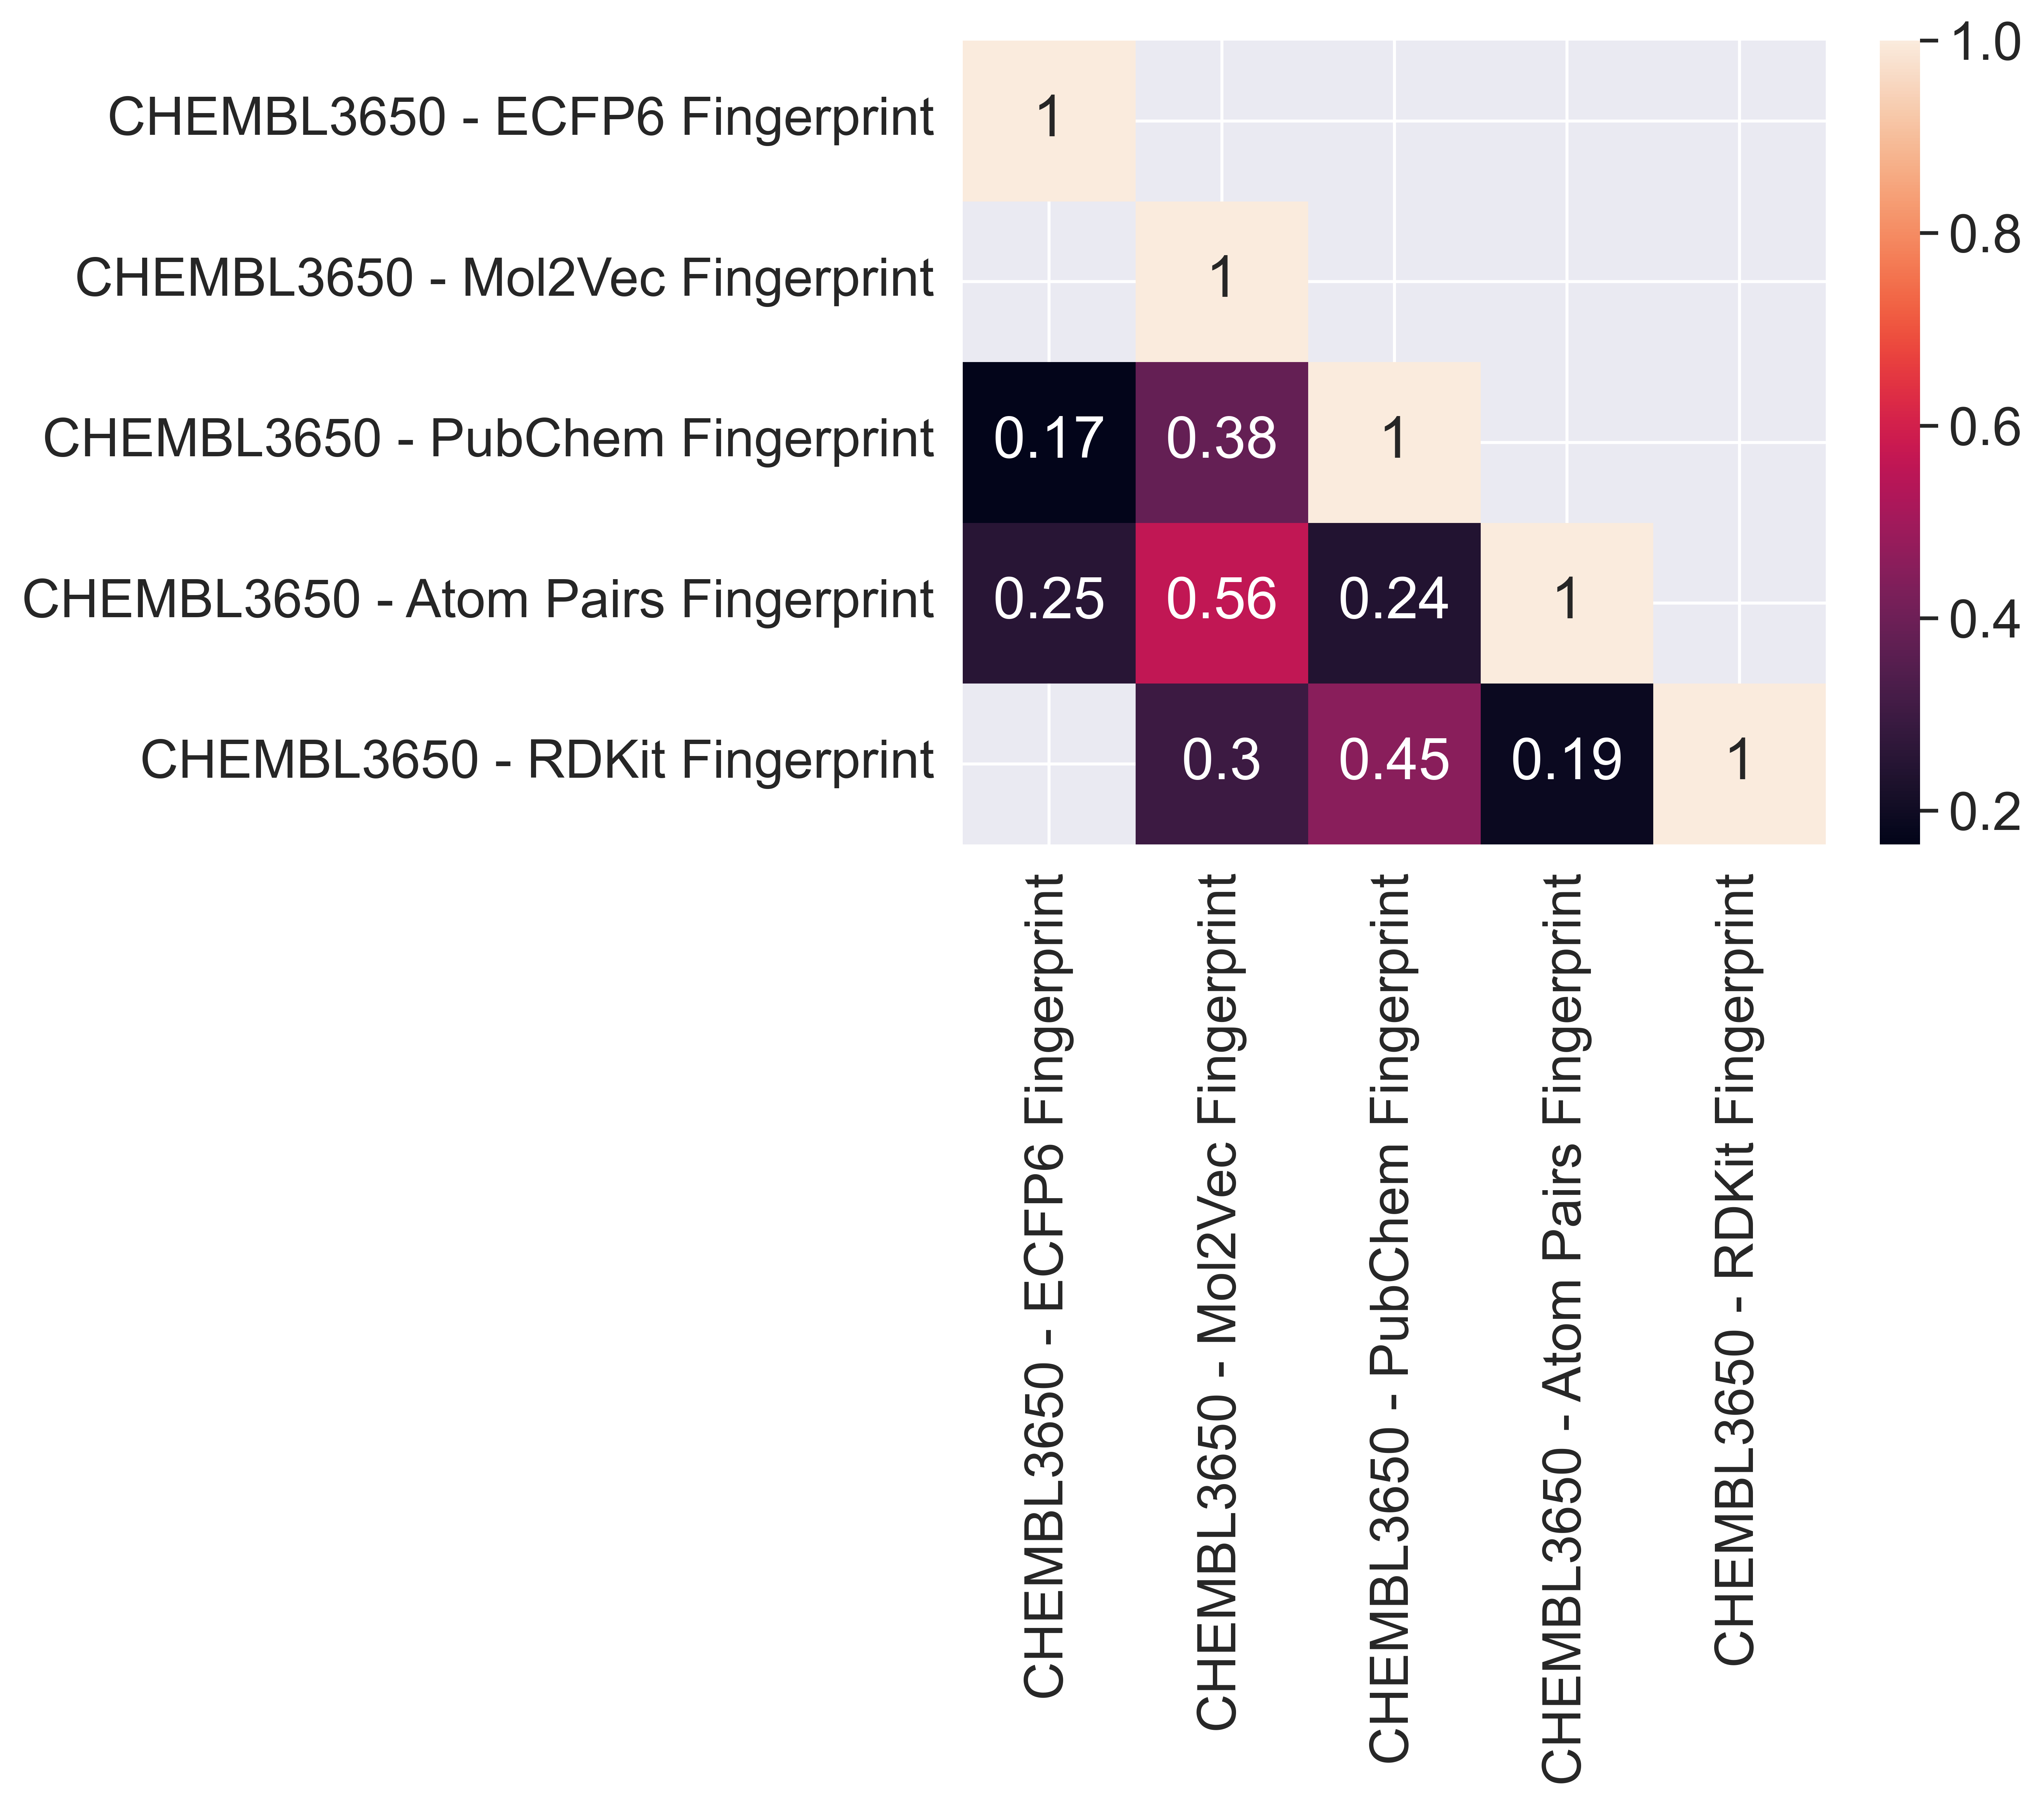 CHEMBL3650 - ECFP6 Fingerprint
1
CHEMBL3650 - Mol2Vec Fingerprint
1
CHEMBL3650 - PubChem Fingerprint
0.17 0.38 1
CHEMBL3650 - Atom Pairs Fingerprint
0.25 0.56 0.24 1
CHEMBL3650 - RDKit Fingerprint
0.3 0.45 0.19 1
1.0
0.8
0.6
0.4
0.2
CHEMBL3650 - ECFP6 Fingerprint
CHEMBL3650 - Mol2Vec Fingerprint
CHEMBL3650 - PubChem Fingerprint
CHEMBL3650 - Atom Pairs Fingerprint
CHEMBL3650 - RDKit Fingerprint